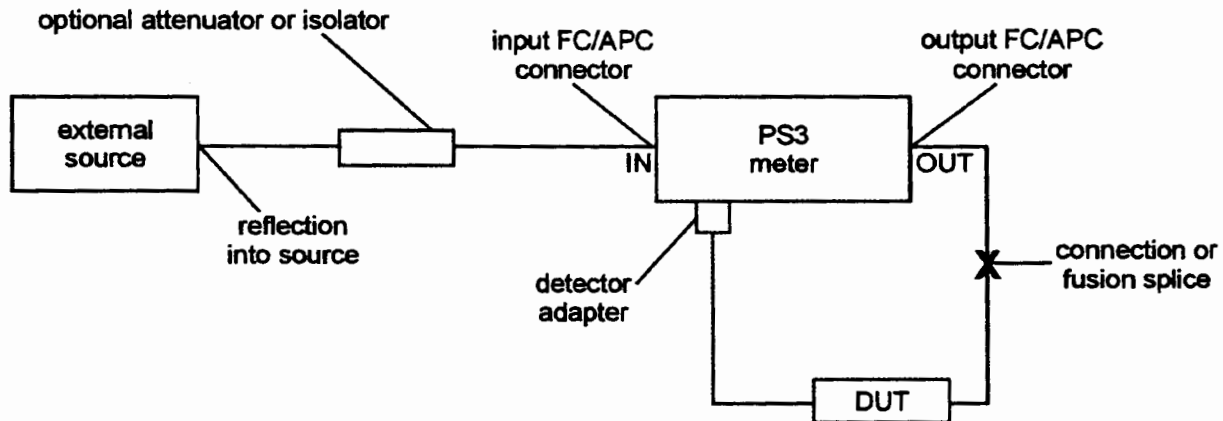 optional attenuator or isolator
input FC/APC
connector
output FC/APC
connector
external
source
PS3
meter
IN
OUT
reflection
into source
detector
adapter
connection or
fusion splice
DUT